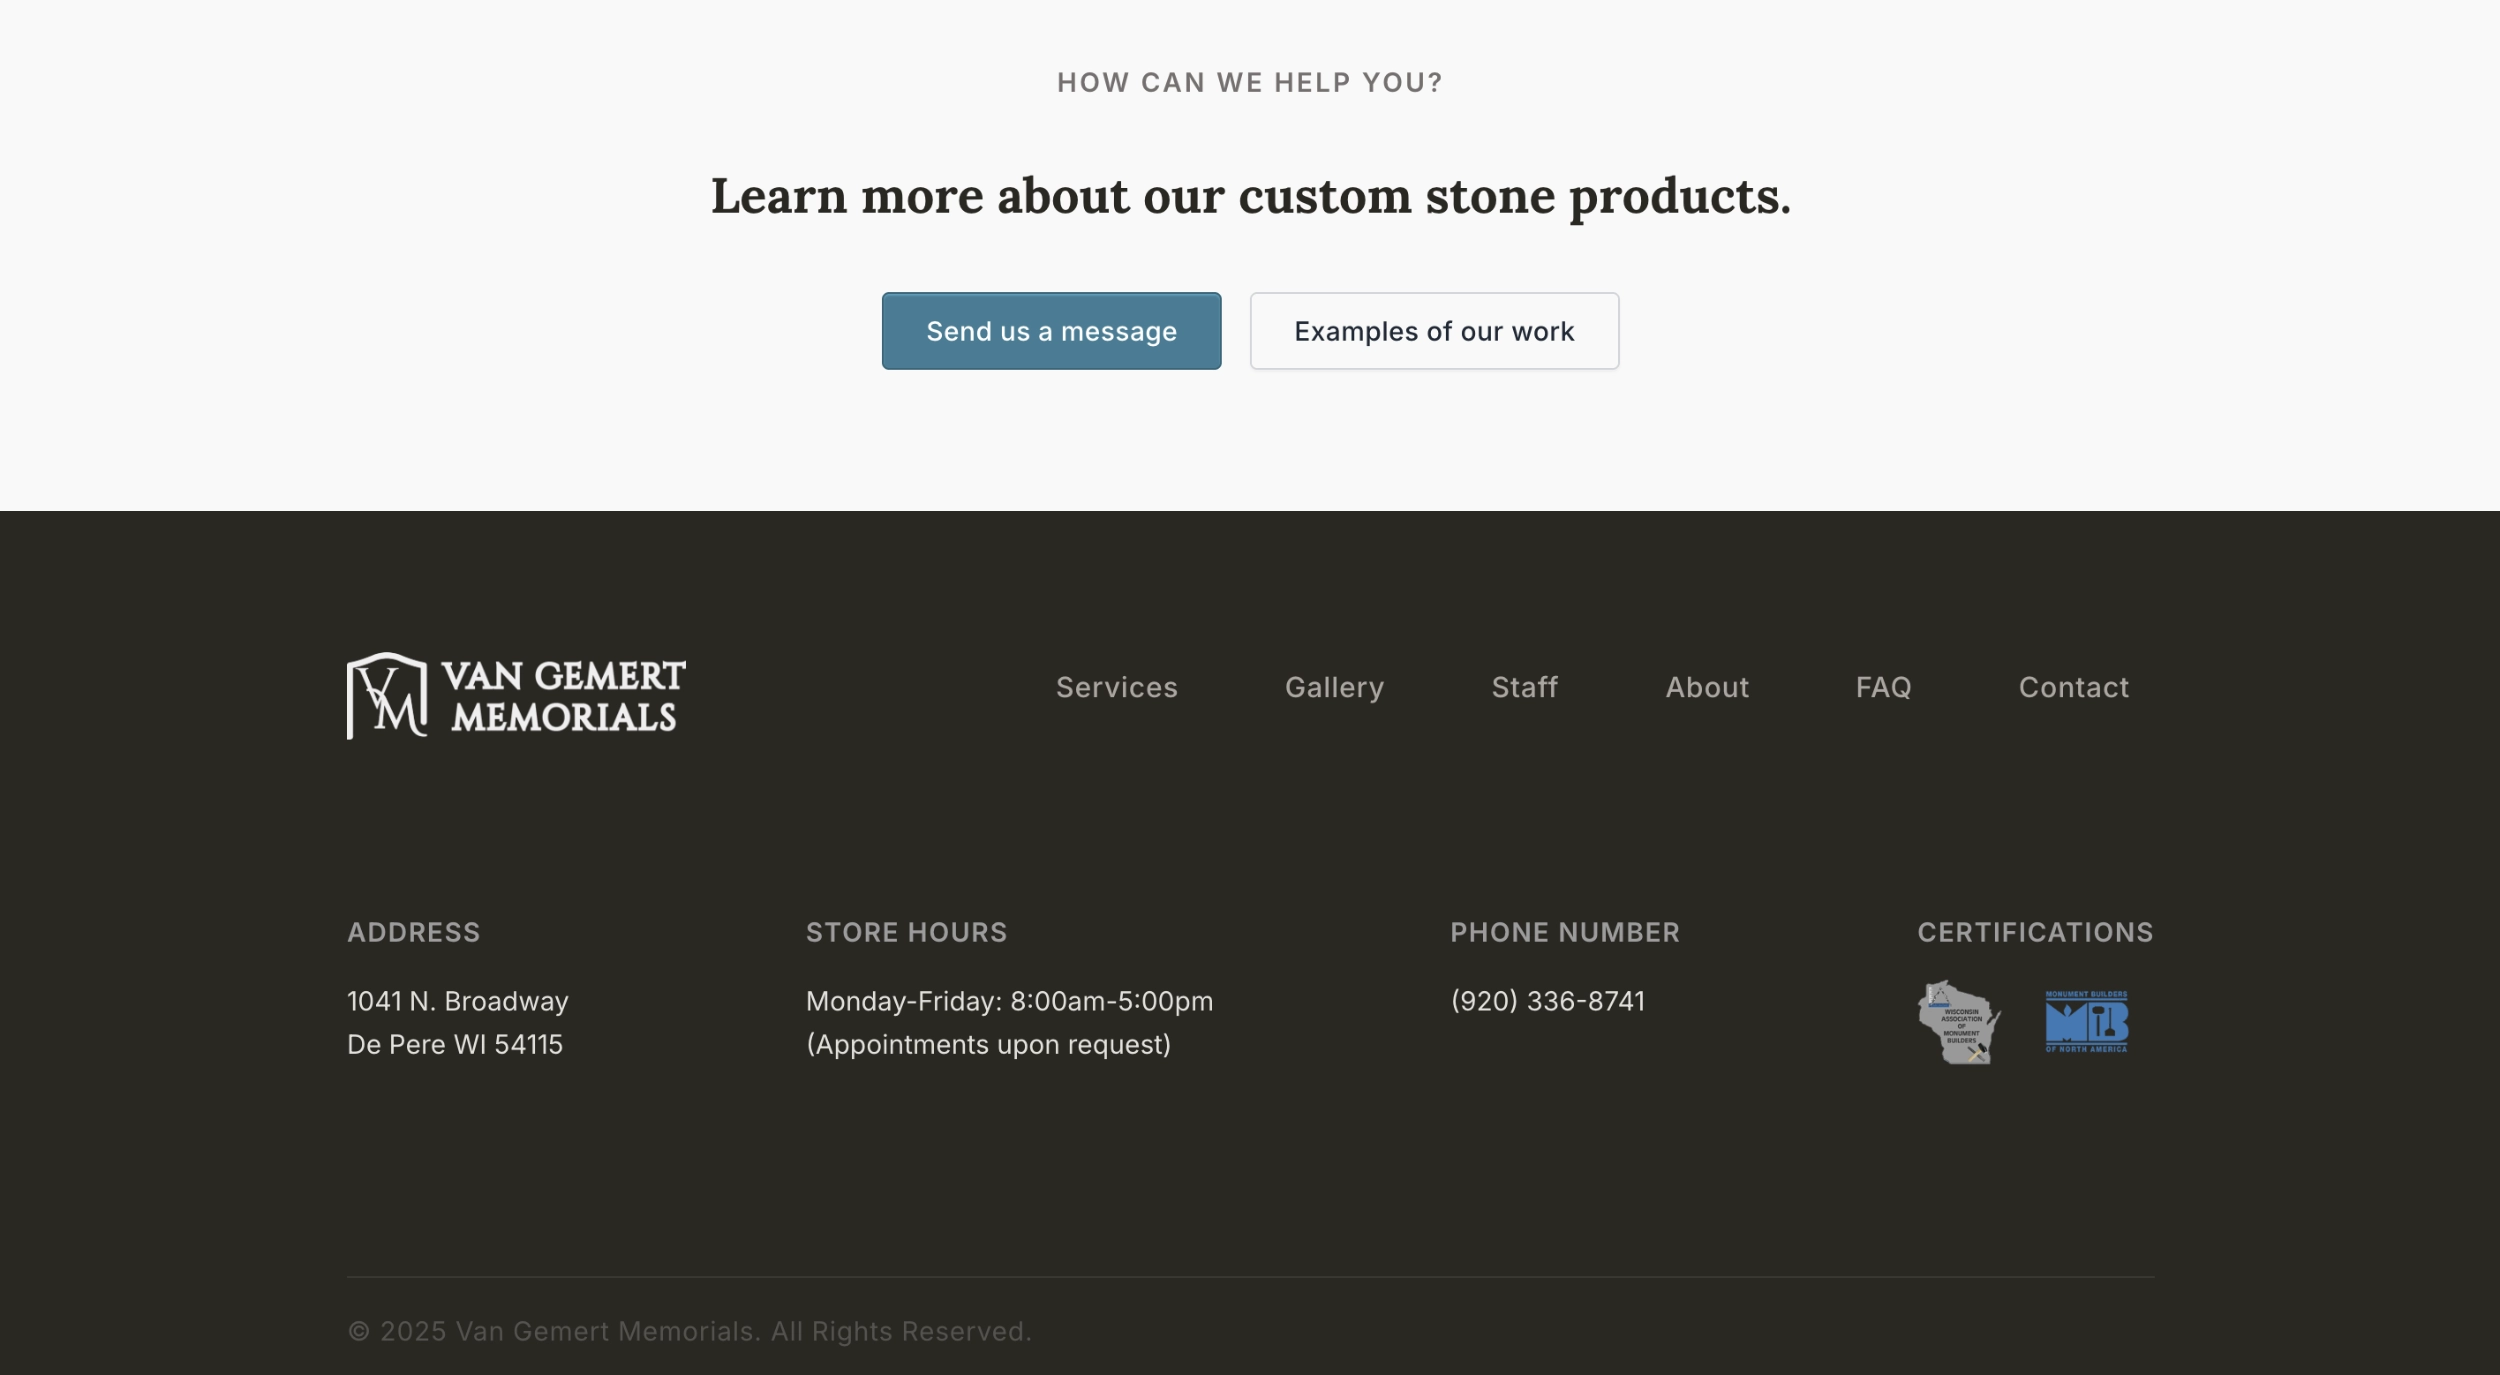 HOW CAN WE HELP YOU?
Learn more about our custom stone products.
Send us a message
Examples of our work
VAN GEMERT
MEMORIALS
Services
Gallery
Staff
About
FAQ
Contact
ADDRESS
1041 N. Broadway
De Pere WI 54115
STORE HOURS
Monday-Friday: 8:00am-5:00pm
(Appointments upon request)
PHONE NUMBER
(920) 336-8741
CERTIFICATIONS
WISCONSIN
ASSOCIATION
OF
MONUMENT
BUILDERS
MONUMENT BUILDERS
MB
OF NORTH AMERICA
© 2025 Van Gemert Memorials. All Rights Reserved.